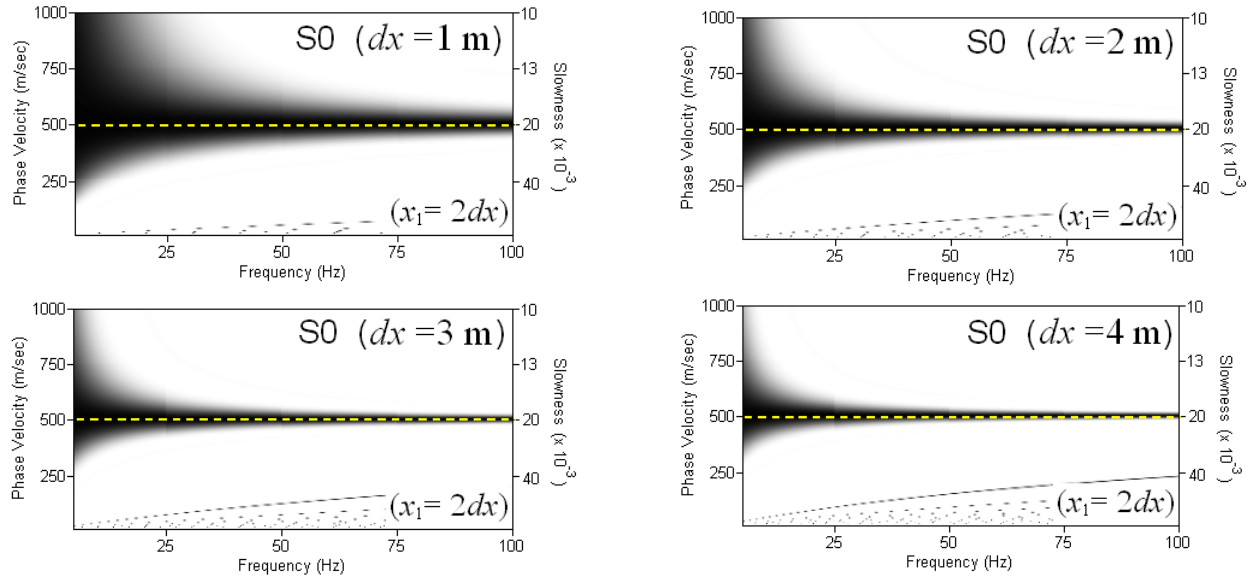 S0 (dx = 1 m)
1000
750
500
250
Phase Velocity (m/sec)
10
13
20
40
Slowness (x 10-3)
(x1= 2dx)
25
50
75
100
Frequency (Hz)
S0 (dx = 2 m)
1000
750
500
250
Phase Velocity (m/sec)
10
13
20
40
Slowness (x 10-3)
(x1= 2dx)
25
50
75
100
Frequency (Hz)
S0 (dx = 3 m)
1000
750
500
250
Phase Velocity (m/sec)
10
13
20
40
Slowness (x 10-3)
(x1= 2dx)
25
50
75
100
Frequency (Hz)
S0 (dx = 4 m)
1000
750
500
250
Phase Velocity (m/sec)
10
13
20
40
Slowness (x 10-3)
(x1= 2dx)
25
50
75
100
Frequency (Hz)